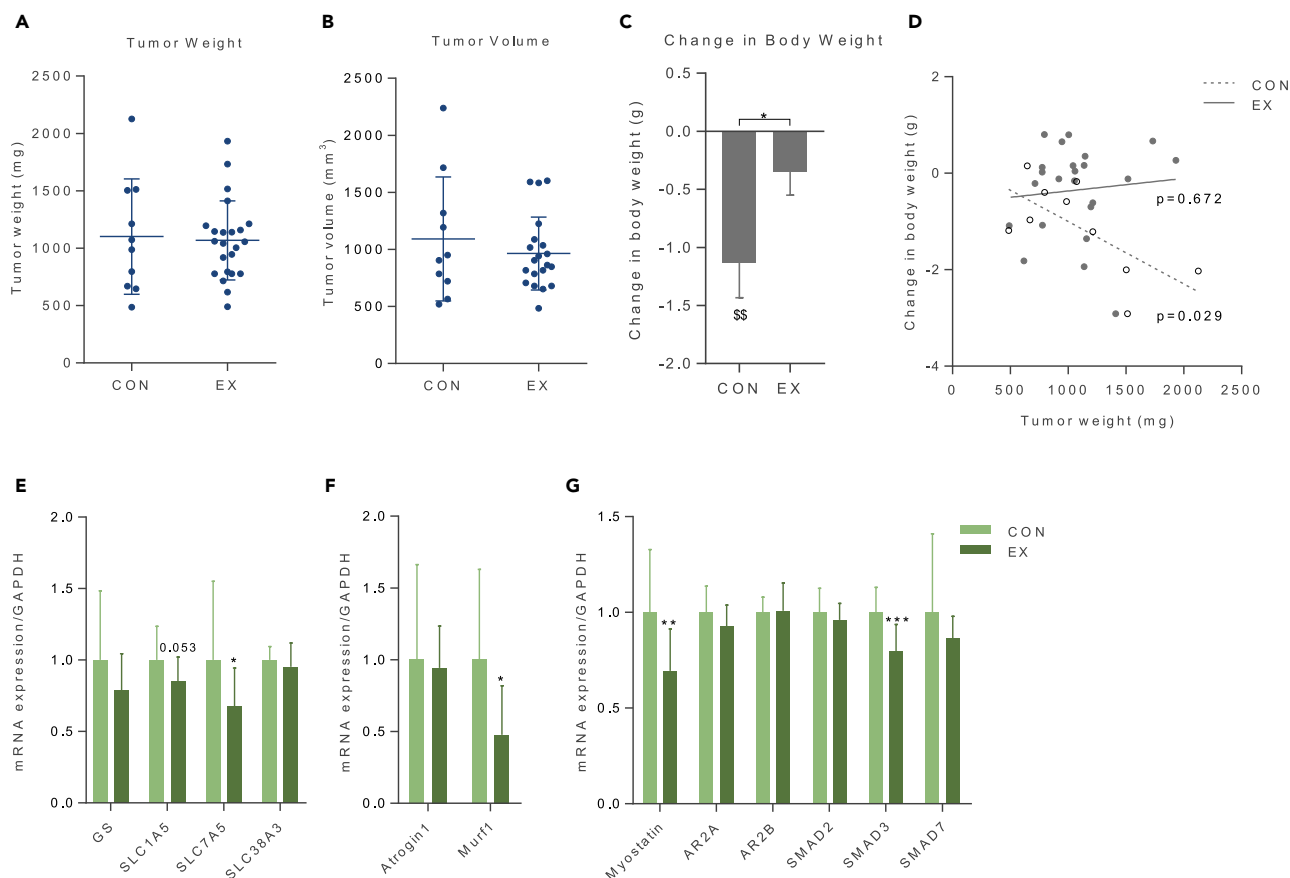 A
Tumor Weight
Tumor weight (mg)
2500
2000
1500
1000
500
0
CON
EX
B
Tumor Volume
Tumor volume (mm³)
2500
2000
1500
1000
500
0
CON
EX
C
Change in Body Weight
Change in body weight (g)
0.5
0.0
-0.5
-1.0
-1.5
-2.0
*
$$
CON
EX
D
Change in body weight (g)
2
0
-2
-4
CON
EX
p=0.672
p=0.029
0
500
1000
1500
2000
2500
Tumor weight (mg)
E
mRNA expression/GAPDH
2.0
1.5
1.0
0.5
0.0
0.053
*
GS
SLC1A5
SLC7A5
SLC38A3
F
mRNA expression/GAPDH
2.0
1.5
1.0
0.5
0.0
*
Atrogin1
Murf1
G
mRNA expression/GAPDH
1.5
1.0
0.5
0.0
**
***
CON
EX
Myostatin
AR2A
AR2B
SMAD2
SMAD3
SMAD7